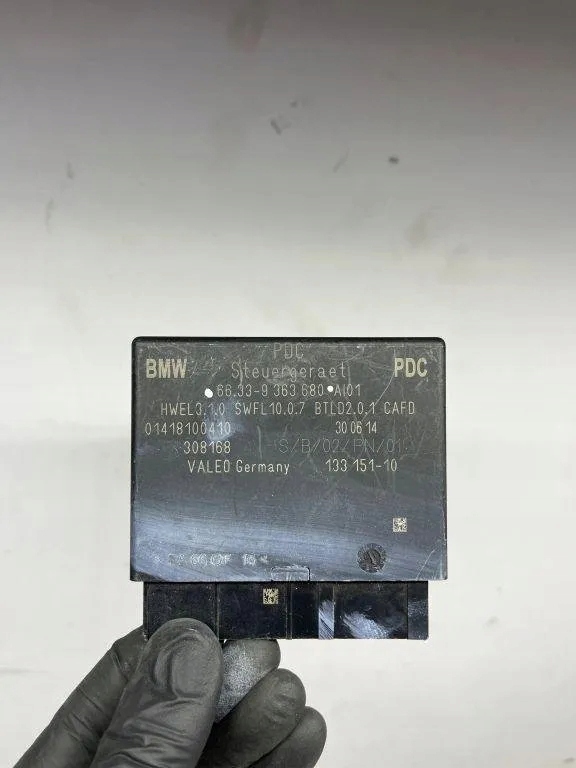 PDC
BMW Steuergeraet PDC
66.33-9 363 680 AI01
HWEL3.1.0 SWFL10.0.7 BTLD2.0.1 CAFD
01418100410 30 06 14
308168 S/B/02/PN/01
VALEO Germany 133 151-10